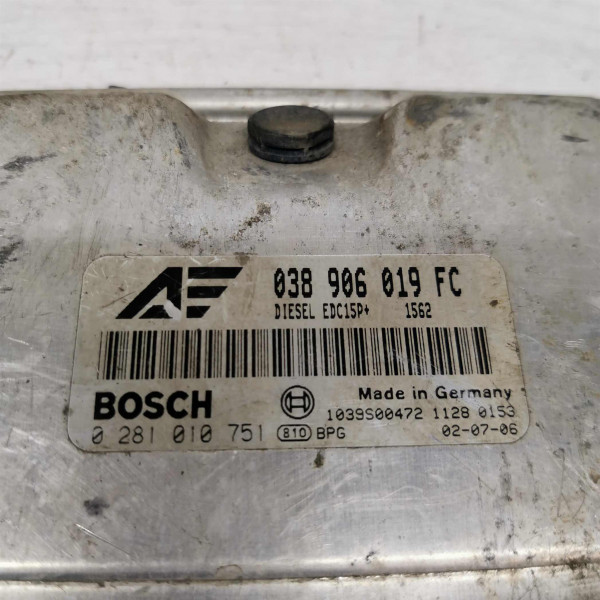 AF 038 906 019 FC
DIESEL EDC15P+ 1562
BOSCH Made in Germany
1039S00472 1128 0153
0 281 010 751 810 BPG 02-07-06